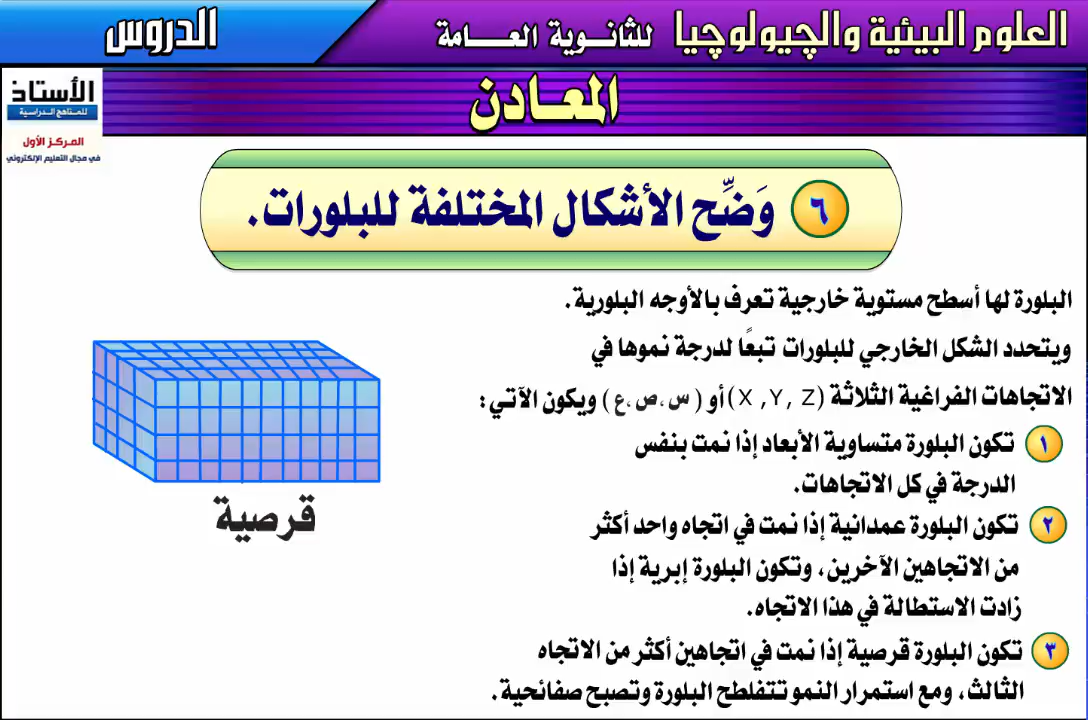 العلوم البيئية والچيولوچيا للثانوية العامة
الدروس
المعادن
الأستاذ
للمناهج الدراسية
المركز الأول
في مجال التعليم الإلكتروني
٦ وَضِّح الأشكال المختلفة للبلورات.
البلورة لها أسطح مستوية خارجية تعرف بالأوجه البلورية.
ويتحدد الشكل الخارجي للبلورات تبعًا لدرجة نموها في
الاتجاهات الفراغية الثلاثة (X ,Y, Z) أو (س،ص،ع) ويكون الآتي:
١ تكون البلورة متساوية الأبعاد إذا نمت بنفس
الدرجة في كل الاتجاهات.
٢ تكون البلورة عمدانية إذا نمت في اتجاه واحد أكثر
من الاتجاهين الآخرين، وتكون البلورة إبرية إذا
زادت الاستطالة في هذا الاتجاه.
٣ تكون البلورة قرصية إذا نمت في اتجاهين أكثر من الاتجاه
الثالث، ومع استمرار النمو تتفلطح البلورة وتصبح صفائحية.
قرصية